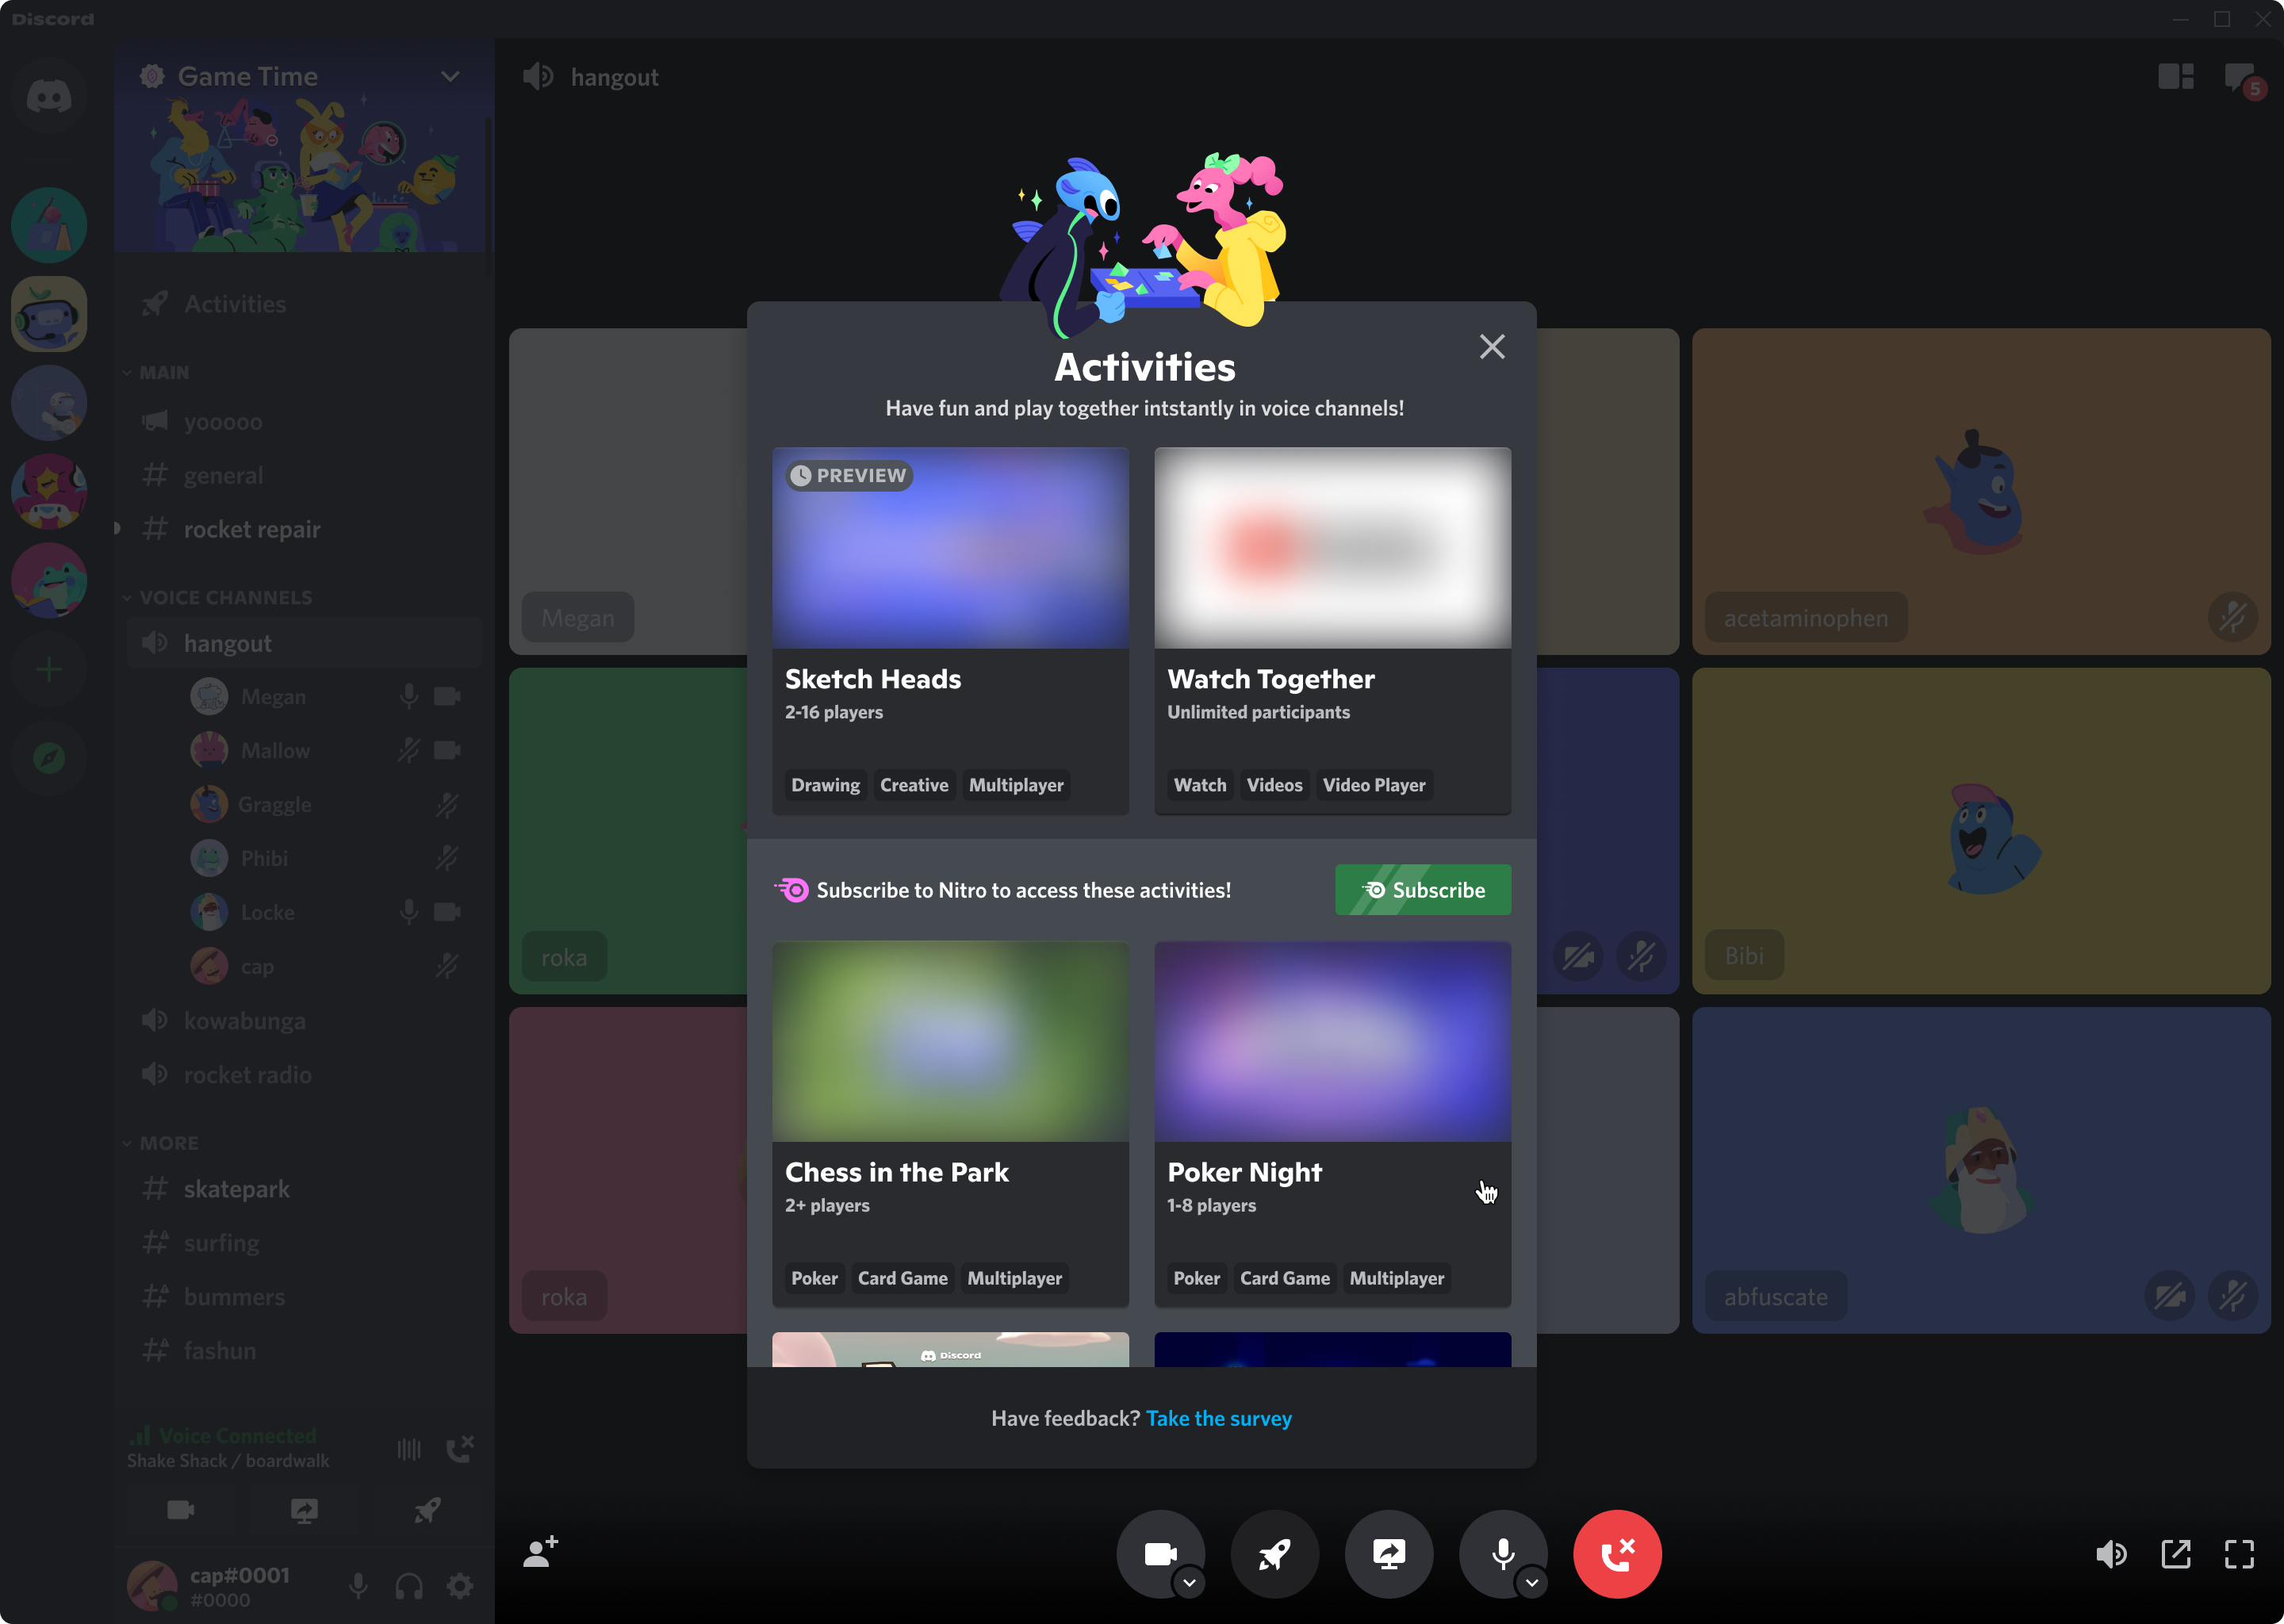 Discord
Game Time
Activities
MAIN
yooooo
general
rocket repair
VOICE CHANNELS
hangout
Megan
Mallow
Graggle
Phibi
Locke
cap
kowabunga
rocket radio
MORE
skatepark
surfing
bummers
fashun
Voice Connected
Shake Shack / boardwalk
cap#0001
#0000
hangout
5
Megan
acetaminophen
roka
Bibi
roka
abfuscate
Activities
Have fun and play together intstantly in voice channels!
PREVIEW
Sketch Heads
2-16 players
Drawing Creative Multiplayer
Watch Together
Unlimited participants
Watch Videos Video Player
Subscribe to Nitro to access these activities!
Subscribe
Chess in the Park
2+ players
Poker Card Game Multiplayer
Poker Night
1-8 players
Poker Card Game Multiplayer
Discord
Have feedback? Take the survey